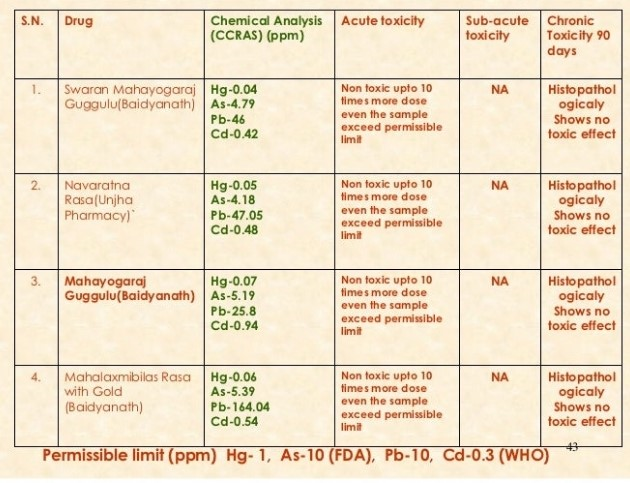 S.N. Drug Chemical Analysis Acute toxicity Sub-acute Chronic
(CCRAS) (ppm) toxicity Toxicity 90
days
1. Swaran Mahayogaraj Hg-0.04 Non toxic upto 10 NA Histopathol
Guggulu(Baidyanath) As-4.79 times more dose ogicaly
Pb-46 even the sample Shows no
Cd-0.42 exceed permissible toxic effect
limit
2. Navaratna Hg-0.05 Non toxic upto 10 NA Histopathol
Rasa(Unjha As-4.18 times more dose ogicaly
Pharmacy)* Pb-47.05 even the sample Shows no
Cd-0.48 exceed permissible toxic effect
limit
3. Mahayogaraj Hg-0.07 Non toxic upto 10 NA Histopathol
Guggulu(Baidyanath) As-5.19 times more dose ogicaly
Pb-25.8 even the sample Shows no
Cd-0.94 exceed permissible toxic effect
limit
4. Mahalaxmibilas Rasa Hg-0.06 Non toxic upto 10 NA Histopathol
with Gold As-5.39 times more dose ogicaly
(Baidyanath) Pb-164.04 even the sample Shows no
Cd-0.54 exceed permissible toxic effect
limit
Permissible limit (ppm) Hg- 1, As-10 (FDA), Pb-10, Cd-0.3 (WHO)
43